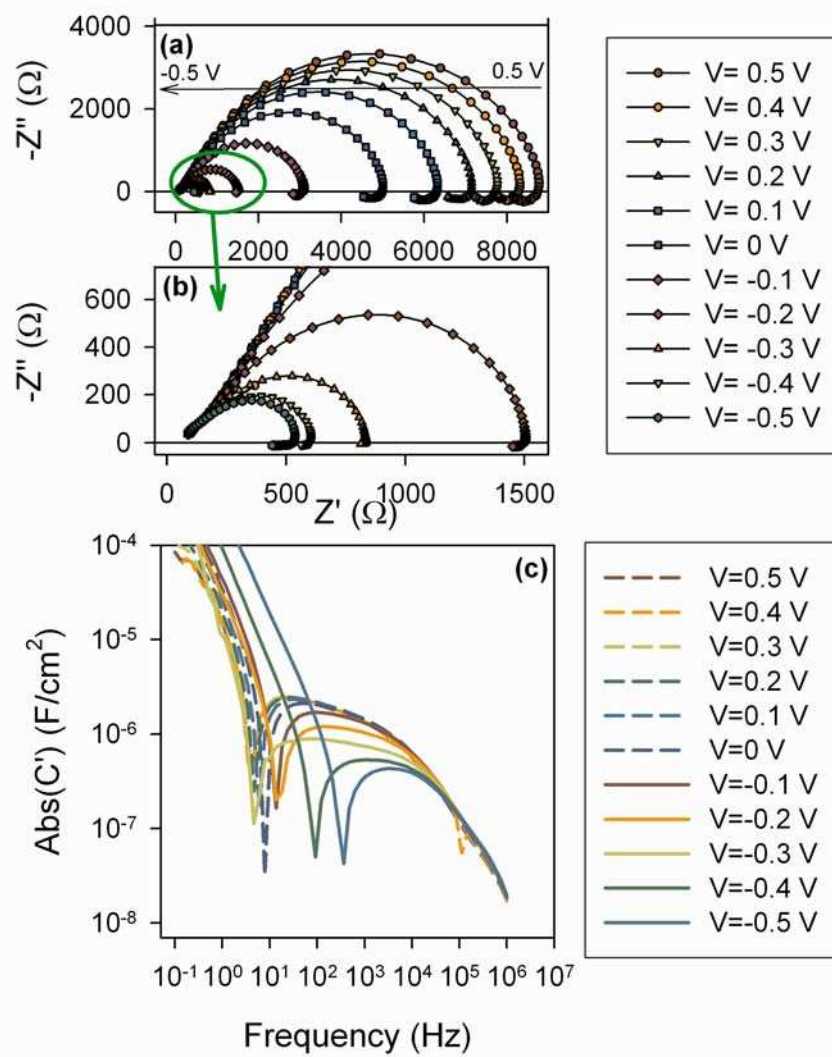 4000
(a)
-0.5 V
0.5 V
2000
0
-Z'' (Ω)
0 2000 4000 6000 8000
(b)
600
400
200
0
-Z'' (Ω)
0 500 1000 1500
Z' (Ω)
V= 0.5 V
V= 0.4 V
V= 0.3 V
V= 0.2 V
V= 0.1 V
V= 0 V
V= -0.1 V
V= -0.2 V
V= -0.3 V
V= -0.4 V
V= -0.5 V
(c)
10⁻⁴
10⁻⁵
10⁻⁶
10⁻⁷
10⁻⁸
Abs(C') (F/cm²)
10⁻¹ 10⁰ 10¹ 10² 10³ 10⁴ 10⁵ 10⁶ 10⁷
Frequency (Hz)
V=0.5 V
V=0.4 V
V=0.3 V
V=0.2 V
V=0.1 V
V=0 V
V=-0.1 V
V=-0.2 V
V=-0.3 V
V=-0.4 V
V=-0.5 V